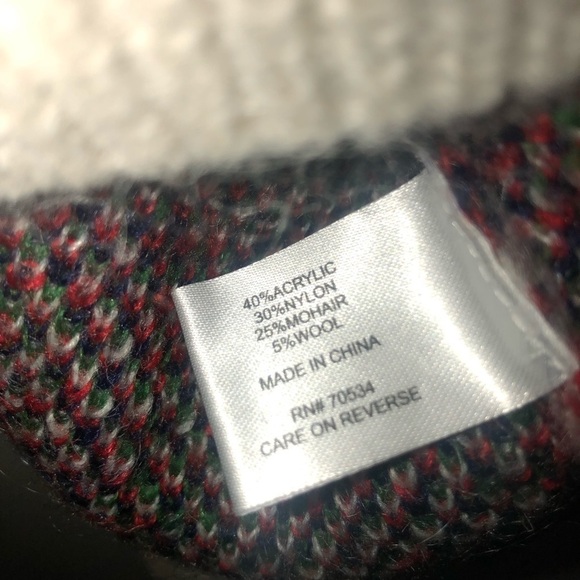 40%ACRYLIC
30%NYLON
25%MOHAIR
5%WOOL
MADE IN CHINA
RN# 70534
CARE ON REVERSE